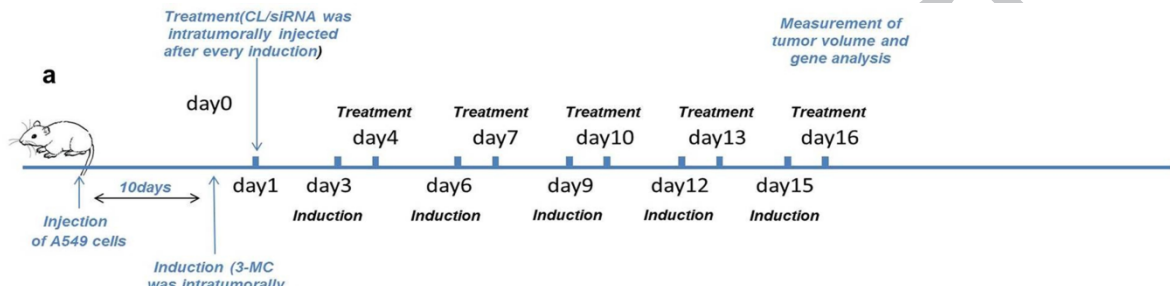 Treatment(CL/siRNA was
intratumorally injected
after every induction)
Measurement of
tumor volume and
gene analysis
a
day0
Treatment Treatment Treatment Treatment Treatment
day4 day7 day10 day13 day16
10days
day1 day3 day6 day9 day12 day15
Induction Induction Induction Induction Induction
Injection
of A549 cells
Induction (3-MC
was intratumorally